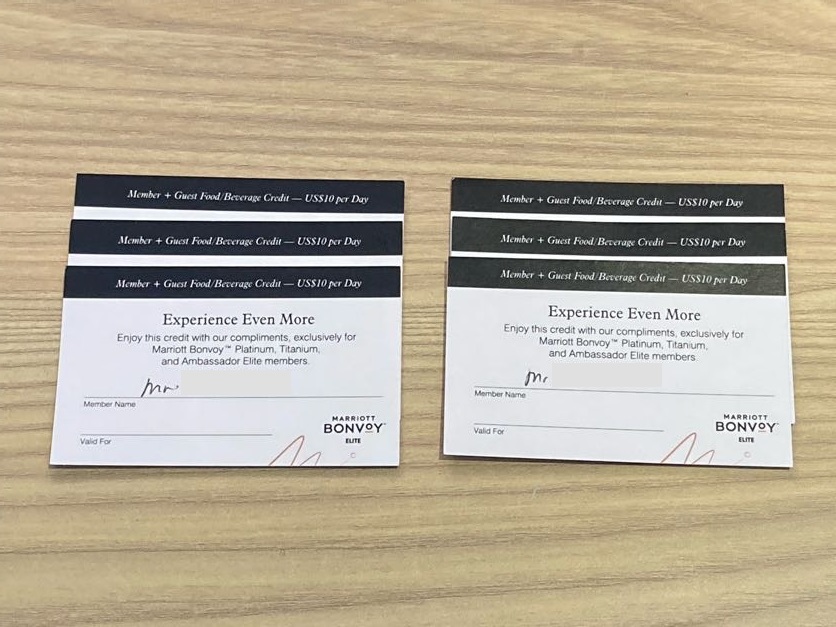 Member + Guest Food/Beverage Credit — US$10 per Day
Member + Guest Food/Beverage Credit — US$10 per Day
Member + Guest Food/Beverage Credit — US$10 per Day
Experience Even More
Enjoy this credit with our compliments, exclusively for
Marriott Bonvoy™ Platinum, Titanium,
and Ambassador Elite members.
Mr.
Member Name
Valid For
MARRIOTT
BONVOY
ELITE
Member + Guest Food/Beverage Credit — US$10 per Day
Member + Guest Food/Beverage Credit — US$10 per Day
Member + Guest Food/Beverage Credit — US$10 per Day
Experience Even More
Enjoy this credit with our compliments, exclusively for
Marriott Bonvoy™ Platinum, Titanium,
and Ambassador Elite members.
Mr
Member Name
Valid For
MARRIOTT
BONVOY
ELITE